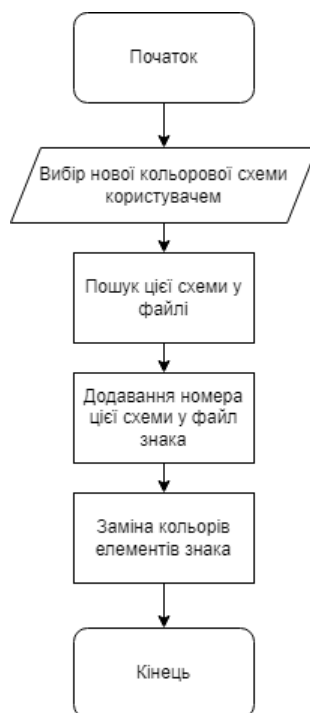 Початок
Вибір нової кольорової схеми
користувачем
Пошук цієї схеми у
файлі
Додавання номера
цієї схеми у файл
знака
Заміна кольорів
елементів знака
Кінець